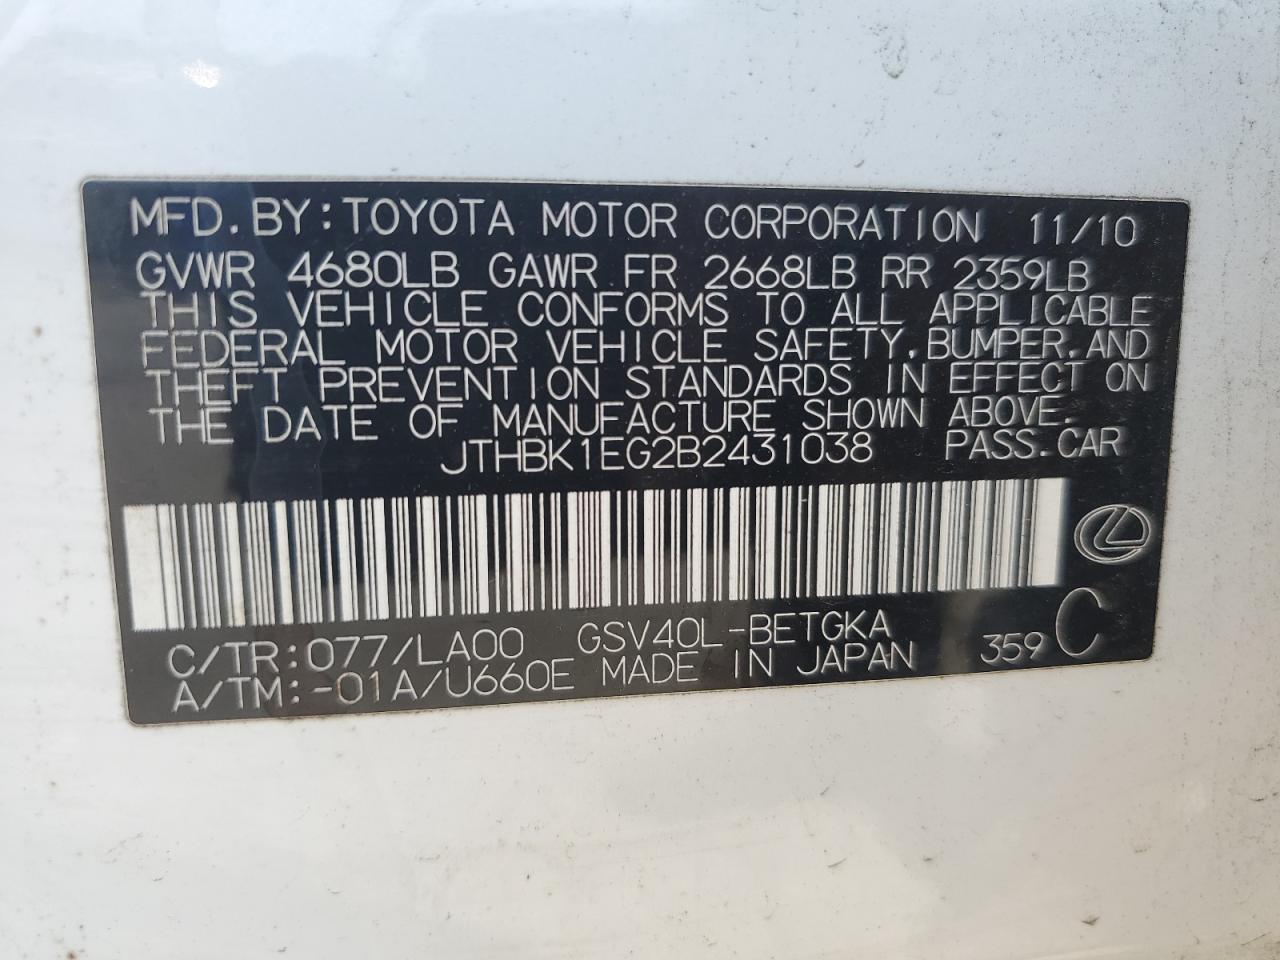 MFD. BY: TOYOTA MOTOR CORPORATION 11/10
GVWR 4680LB GAWR FR 2668LB RR 2359LB
THIS VEHICLE CONFORMS TO ALL APPLICABLE
FEDERAL MOTOR VEHICLE SAFETY, BUMPER, AND
THEFT PREVENTION STANDARDS IN EFFECT ON
THE DATE OF MANUFACTURE SHOWN ABOVE.
JTHBK1EG2B2431038 PASS. CAR
C/TR: 077/LA00 GSV40L-BETGKA
A/TM: -01A/U660E MADE IN JAPAN 359 C